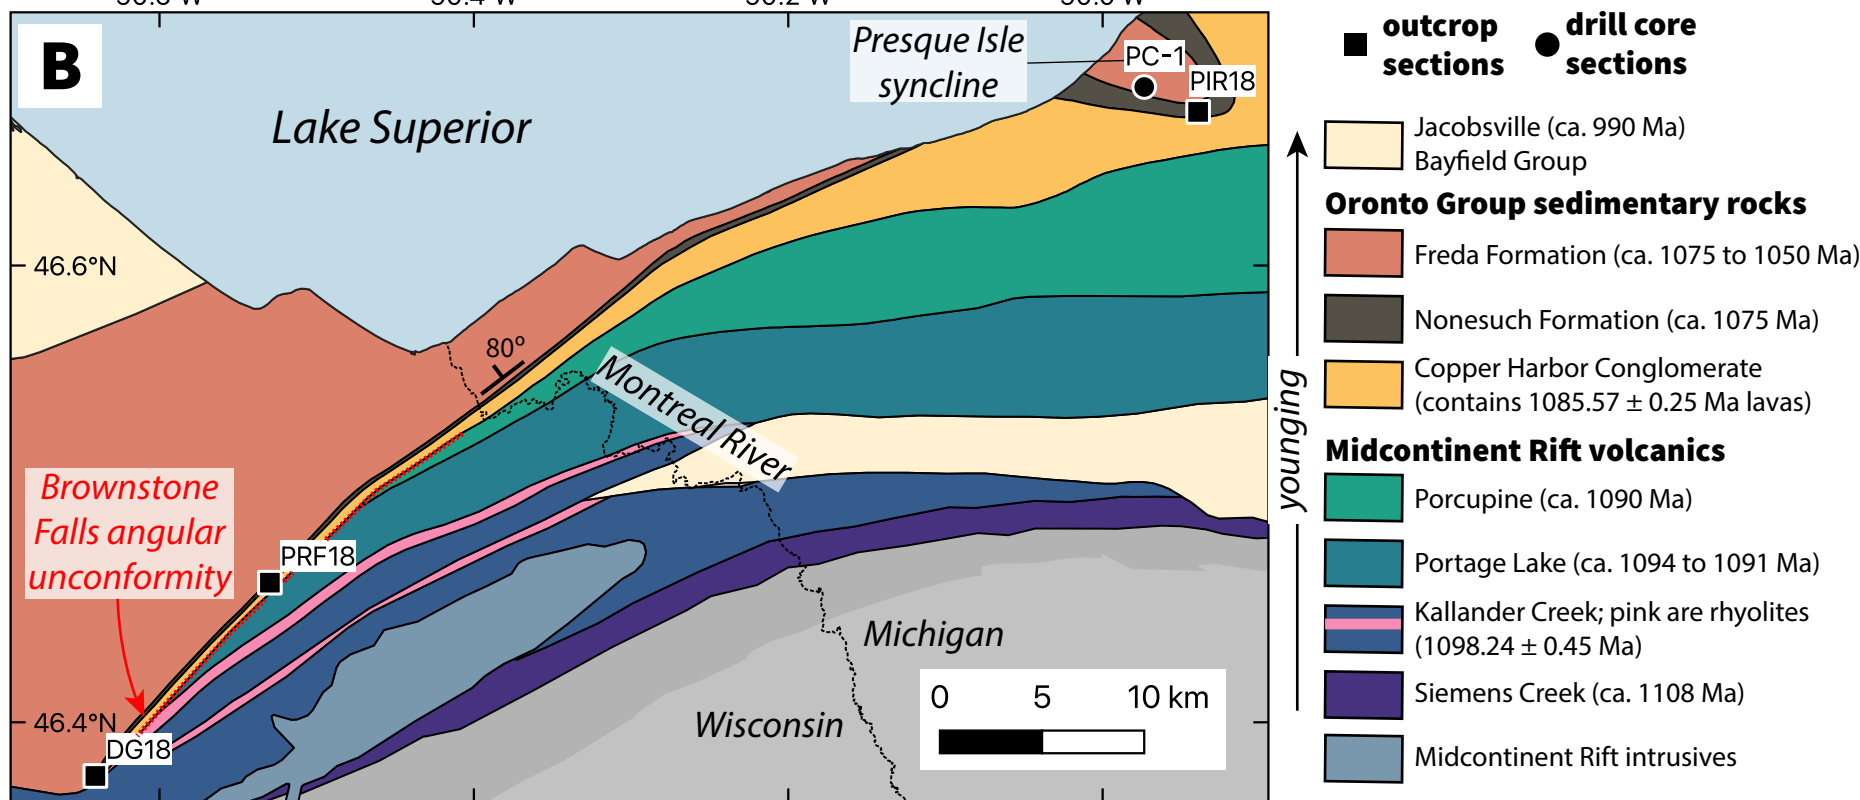 B
Lake Superior
Presque Isle
syncline
PC-1
PIR18
46.6°N
80°
Montreal River
Brownstone
Falls angular
unconformity
PRF18
46.4°N
DG18
Michigan
Wisconsin
0 5 10 km
younging
outcrop
sections
drill core
sections
Jacobsville (ca. 990 Ma)
Bayfield Group
Oronto Group sedimentary rocks
Freda Formation (ca. 1075 to 1050 Ma)
Nonesuch Formation (ca. 1075 Ma)
Copper Harbor Conglomerate
(contains 1085.57 ± 0.25 Ma lavas)
Midcontinent Rift volcanics
Porcupine (ca. 1090 Ma)
Portage Lake (ca. 1094 to 1091 Ma)
Kallander Creek; pink are rhyolites
(1098.24 ± 0.45 Ma)
Siemens Creek (ca. 1108 Ma)
Midcontinent Rift intrusives